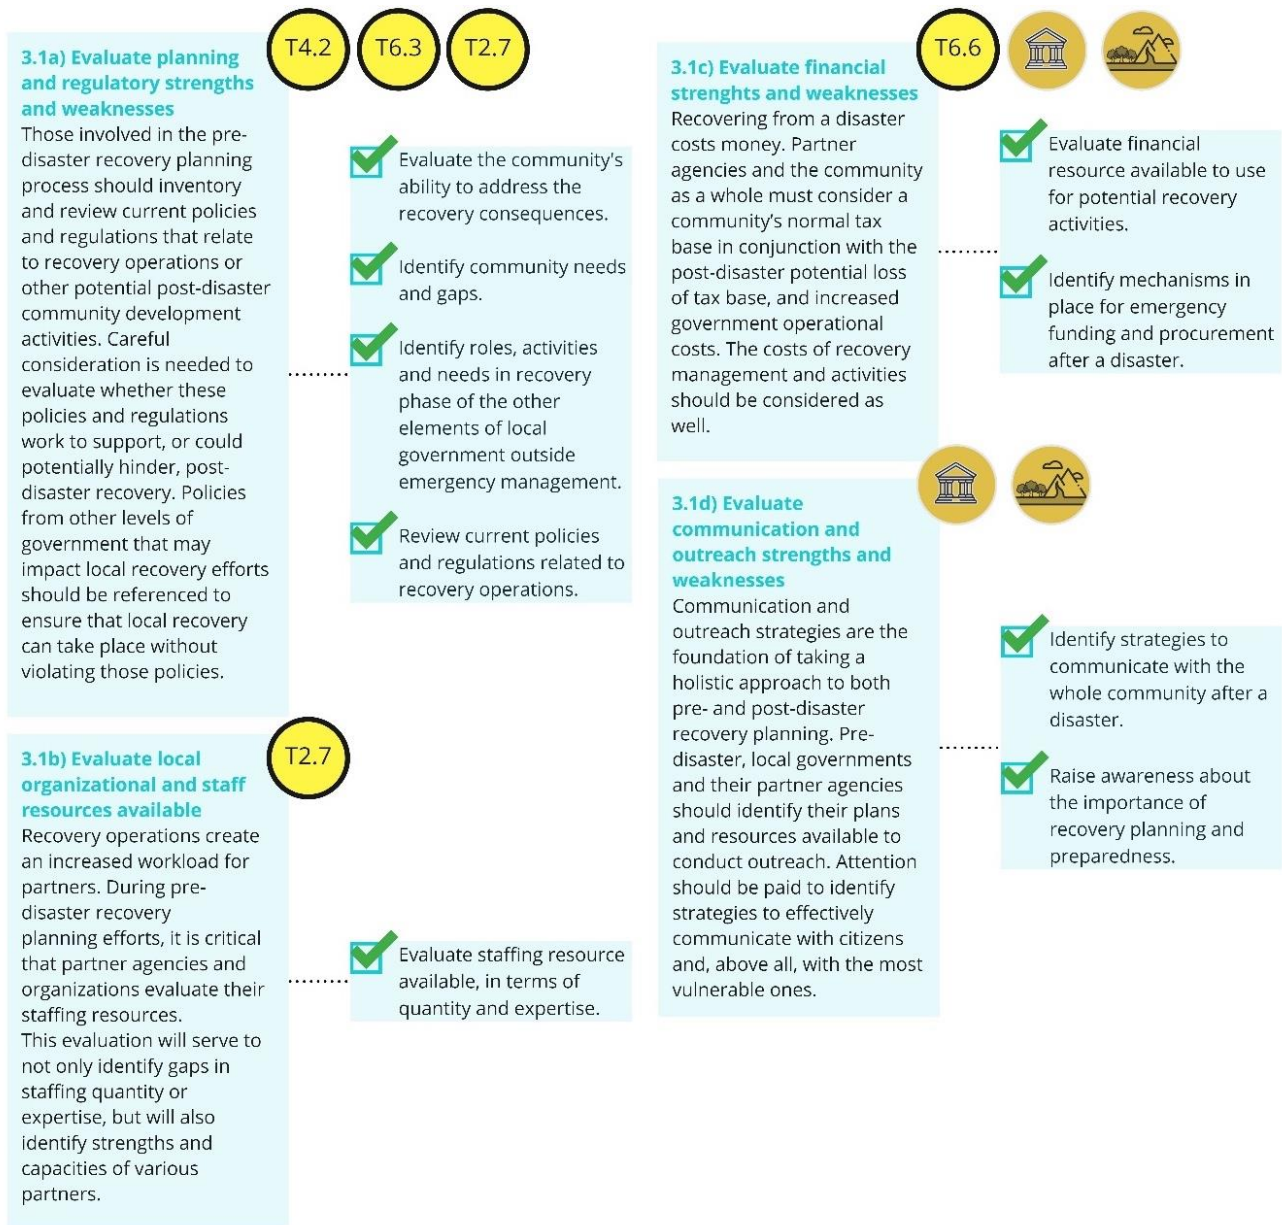 T4.2
T6.3
T2.7
3.1a) Evaluate planning
and regulatory strengths
and weaknesses
Those involved in the pre-
disaster recovery planning
process should inventory
and review current policies
and regulations that relate
to recovery operations or
other potential post-disaster
community development
activities. Careful
consideration is needed to
evaluate whether these
policies and regulations
work to support, or could
potentially hinder, post-
disaster recovery. Policies
from other levels of
government that may
impact local recovery efforts
should be referenced to
ensure that local recovery
can take place without
violating those policies.
Evaluate the community's
ability to address the
recovery consequences.
Identify community needs
and gaps.
Identify roles, activities
and needs in recovery
phase of the other
elements of local
government outside
emergency management.
Review current policies
and regulations related to
recovery operations.
T2.7
3.1b) Evaluate local
organizational and staff
resources available
Recovery operations create
an increased workload for
partners. During pre-
disaster recovery
planning efforts, it is critical
that partner agencies and
organizations evaluate their
staffing resources.
This evaluation will serve to
not only identify gaps in
staffing quantity or
expertise, but will also
identify strengths and
capacities of various
partners.
Evaluate staffing resource
available, in terms of
quantity and expertise.
T6.6
3.1c) Evaluate financial
strenghts and weaknesses
Recovering from a disaster
costs money. Partner
agencies and the community
as a whole must consider a
community's normal tax
base in conjunction with the
post-disaster potential loss
of tax base, and increased
government operational
costs. The costs of recovery
management and activities
should be considered as
well.
Evaluate financial
resource available to use
for potential recovery
activities.
Identify mechanisms in
place for emergency
funding and procurement
after a disaster.
3.1d) Evaluate
communication and
outreach strengths and
weaknesses
Communication and
outreach strategies are the
foundation of taking a
holistic approach to both
pre- and post-disaster
recovery planning. Pre-
disaster, local governments
and their partner agencies
should identify their plans
and resources available to
conduct outreach. Attention
should be paid to identify
strategies to effectively
communicate with citizens
and, above all, with the most
vulnerable ones.
Identify strategies to
communicate with the
whole community after a
disaster.
Raise awareness about
the importance of
recovery planning and
preparedness.